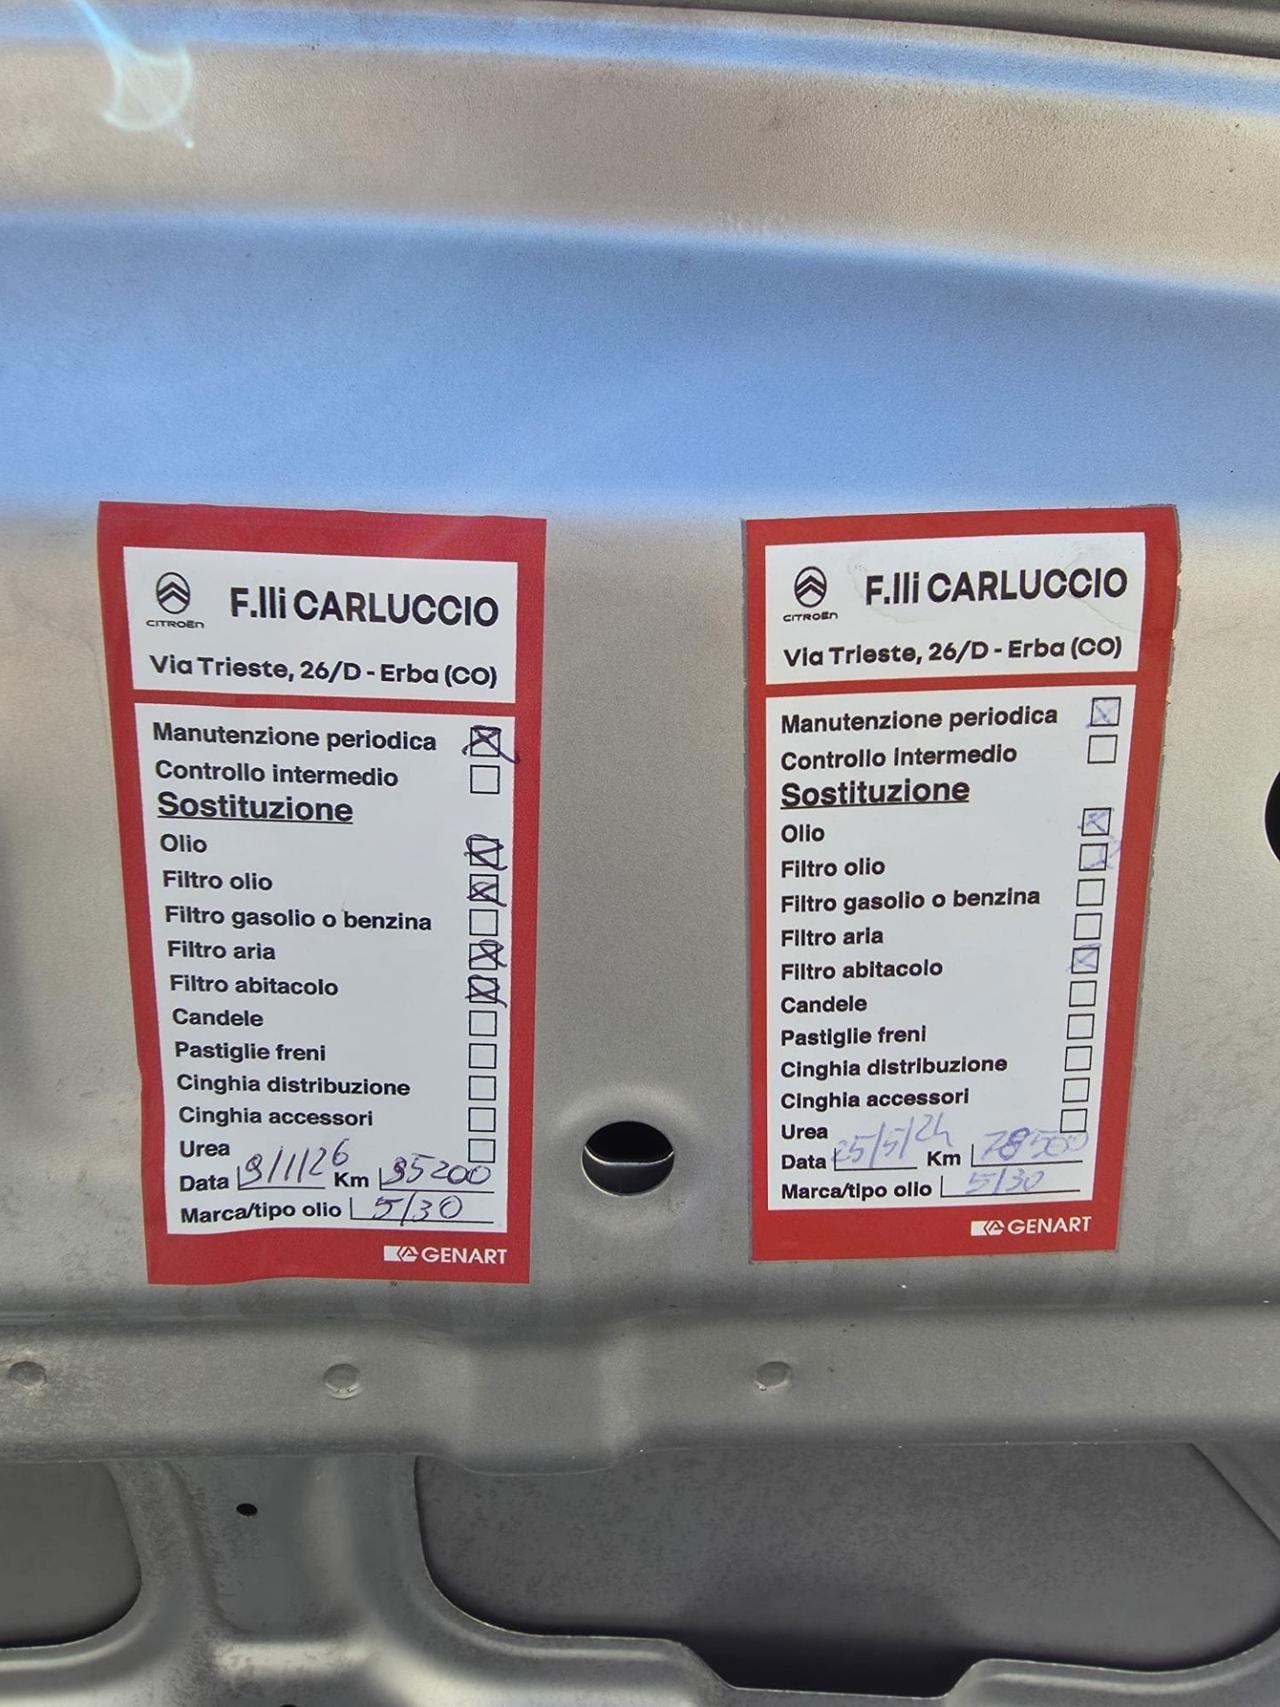 CITROËN
F.lli CARLUCCIO
Via Trieste, 26/D - Erba (CO)
Manutenzione periodica
Controllo intermedio
Sostituzione
Olio
Filtro olio
Filtro gasolio o benzina
Filtro aria
Filtro abitacolo
Candele
Pastiglie freni
Cinghia distribuzione
Cinghia accessori
Urea
Data 9/1/26 Km 95200
Marca/tipo olio 5/30
GENART
CITROËN
F.lli CARLUCCIO
Via Trieste, 26/D - Erba (CO)
Manutenzione periodica
Controllo intermedio
Sostituzione
Olio
Filtro olio
Filtro gasolio o benzina
Filtro aria
Filtro abitacolo
Candele
Pastiglie freni
Cinghia distribuzione
Cinghia accessori
Urea
Data 25/5/24 Km 78500
Marca/tipo olio 5/30
GENART